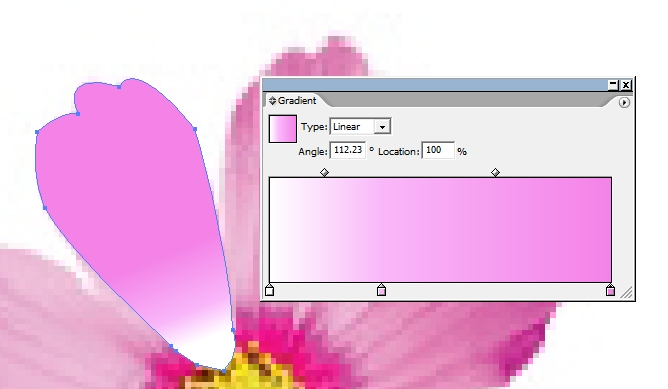 Gradient
Type: Linear
Angle: 112.23 ° Location: 100 %